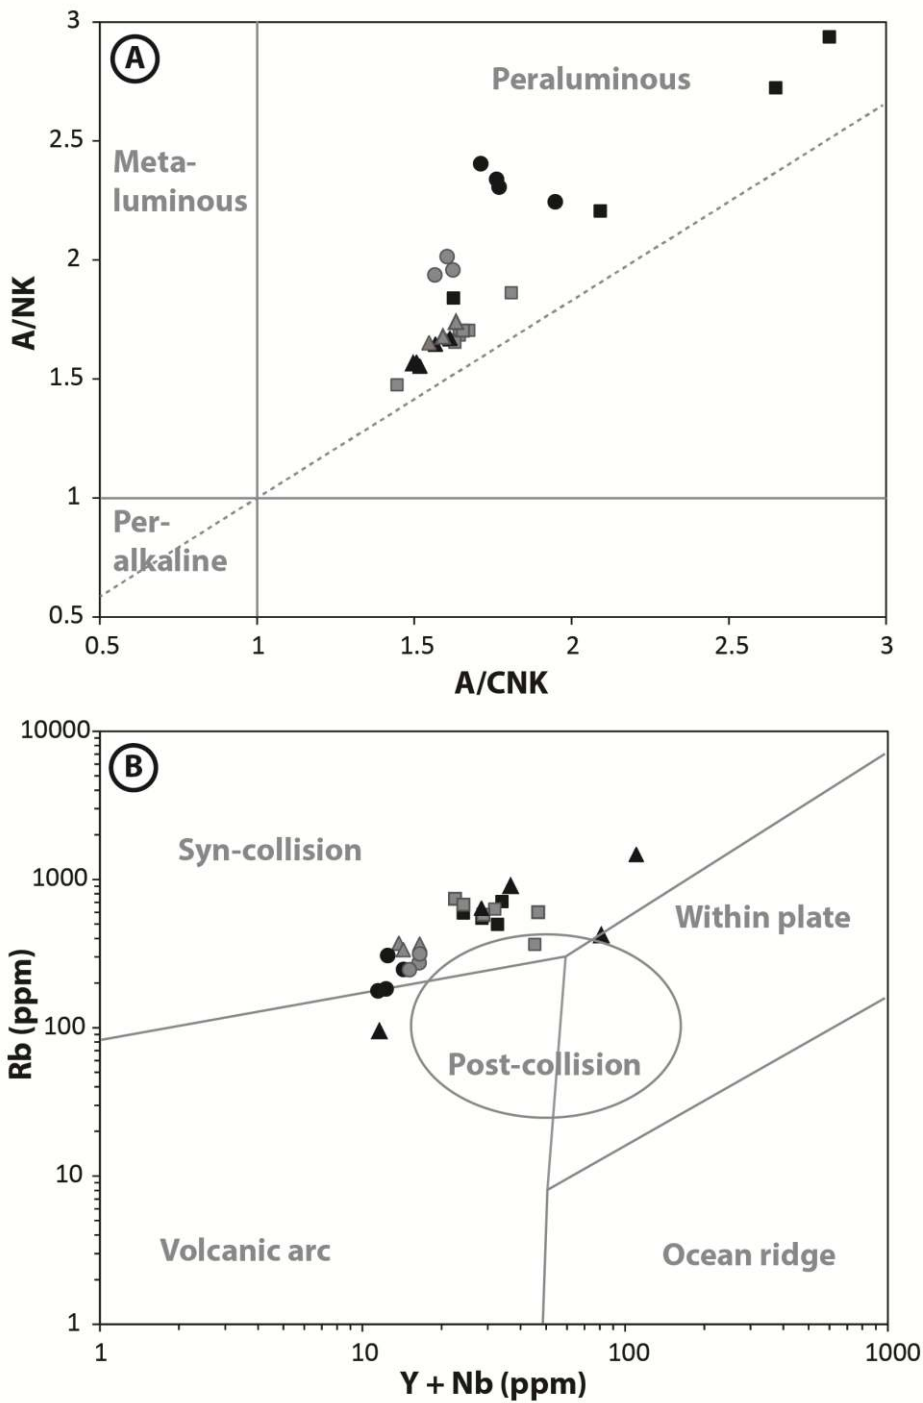 3
A
Peraluminous
2.5
Meta-
luminous
2
A/NK
1.5
1
Per-
alkaline
0.5
0.5 1 1.5 2 2.5 3
A/CNK
10000
B
Syn-collision
1000
Within plate
100
Rb (ppm)
Post-collision
10
Volcanic arc
Ocean ridge
1
1 10 100 1000
Y + Nb (ppm)